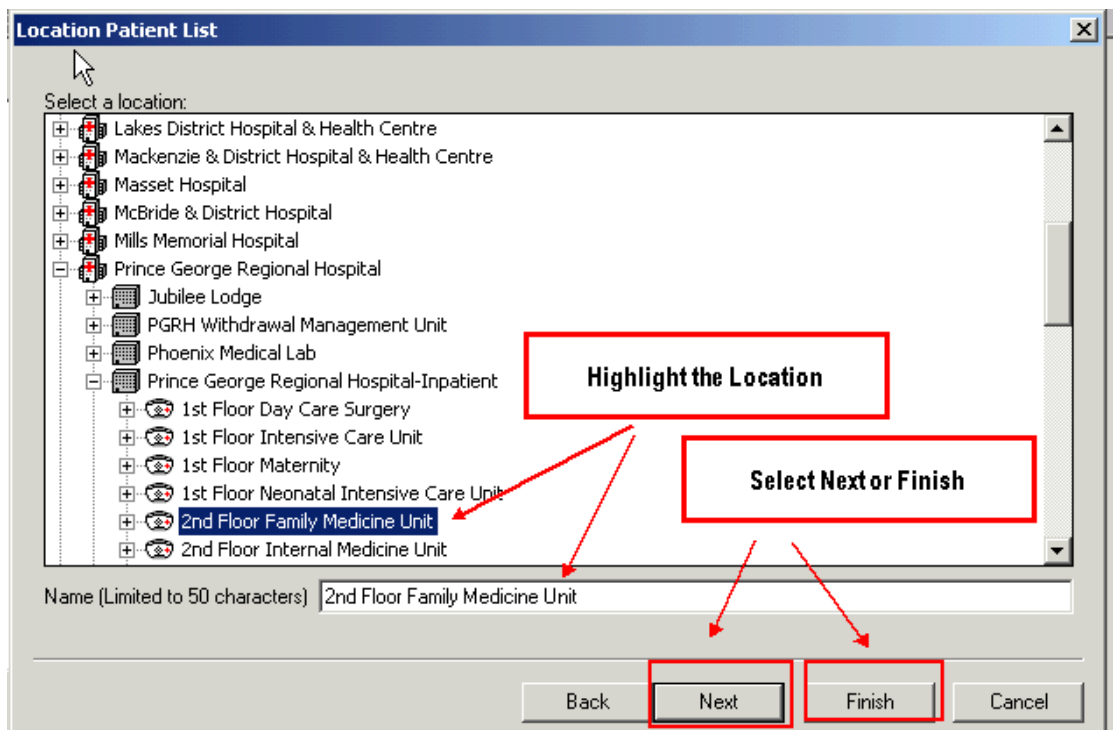 Location Patient List
Select a location:
Lakes District Hospital & Health Centre
Mackenzie & District Hospital & Health Centre
Masset Hospital
McBride & District Hospital
Mills Memorial Hospital
Prince George Regional Hospital
Jubilee Lodge
PGRH Withdrawal Management Unit
Phoenix Medical Lab
Prince George Regional Hospital-Inpatient
Highlight the Location
1st Floor Day Care Surgery
1st Floor Intensive Care Unit
1st Floor Maternity
1st Floor Neonatal Intensive Care Unit
Select Next or Finish
2nd Floor Family Medicine Unit
2nd Floor Internal Medicine Unit
Name (Limited to 50 characters) 2nd Floor Family Medicine Unit
Back Next Finish Cancel